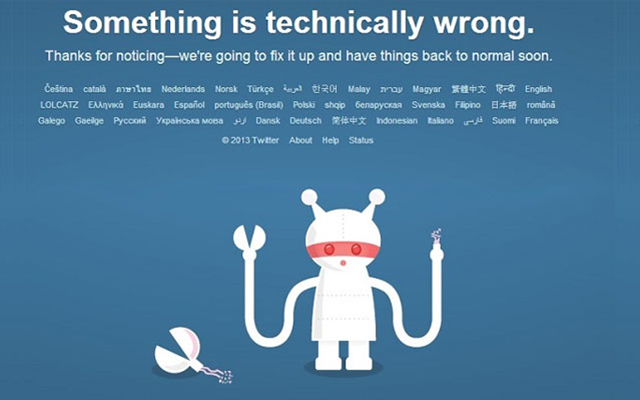 Something is technically wrong.
Thanks for noticing—we're going to fix it up and have things back to normal soon.
Čeština català ภาษาไทย Nederlands Norsk Türkçe العربية 한국어 Malay עברית Magyar 繁體中文 हिन्दी English
LOLCATZ Ελληνικά Euskara Español português (Brasil) Polski shqip беларуская Svenska Filipino 日本語 română
Galego Gaeilge Русский Українська мова اردو Dansk Deutsch 简体中文 Indonesian Italiano فارسی Suomi Français
© 2013 Twitter About Help Status